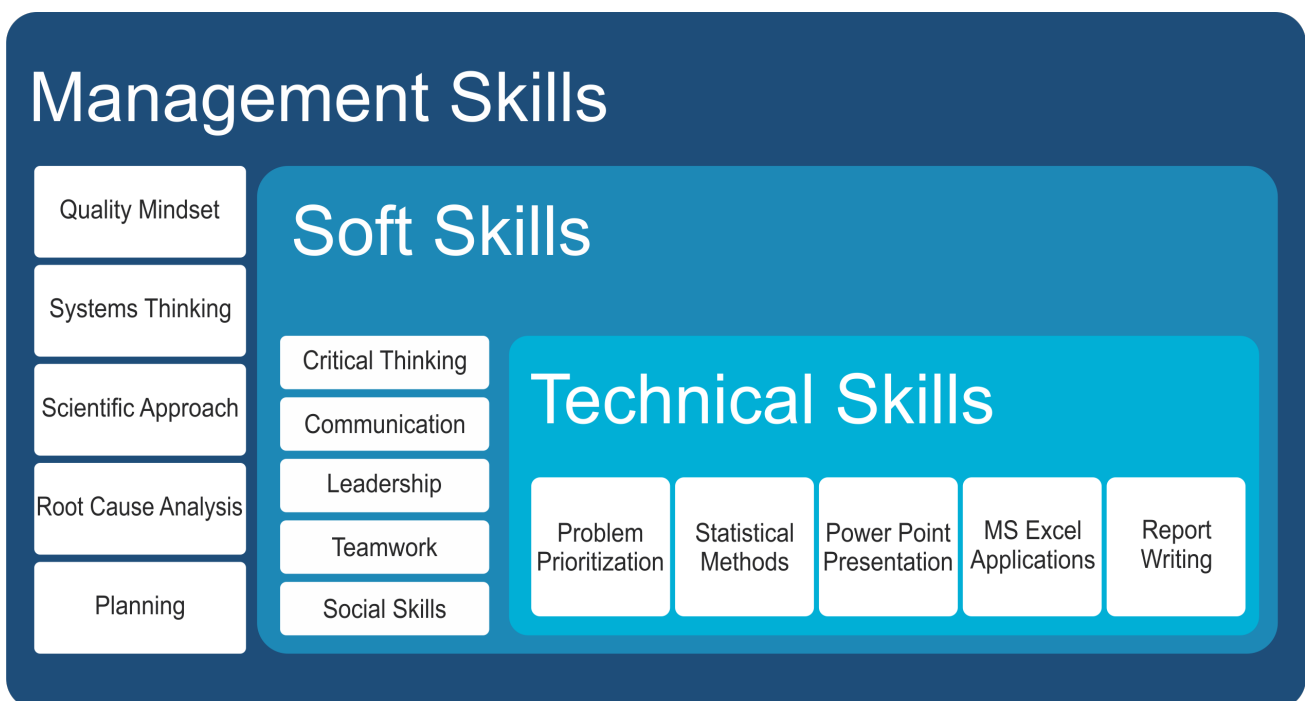 Management Skills
Quality Mindset
Systems Thinking
Scientific Approach
Root Cause Analysis
Planning
Soft Skills
Critical Thinking
Communication
Leadership
Teamwork
Social Skills
Technical Skills
Problem
Prioritization
Statistical
Methods
Power Point
Presentation
MS Excel
Applications
Report
Writing